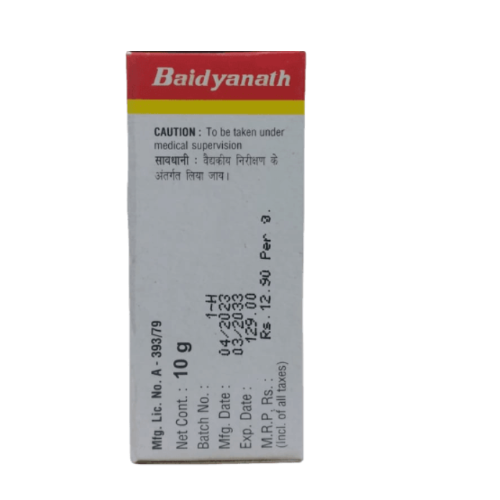 Baidyanath
CAUTION : To be taken under
medical supervision
सावधानी : वैद्यकीय निरीक्षण के
अंतर्गत लिया जाय।
Mfg. Lic. No. A - 393/79
Net Cont. : 10 g
Batch No. : 1-H
Mfg. Date : 04/2023
Exp. Date : 03/2033
M.R.P. Rs. : 129.00
(Incl. of all taxes)
Rs. 12.90 Per g.